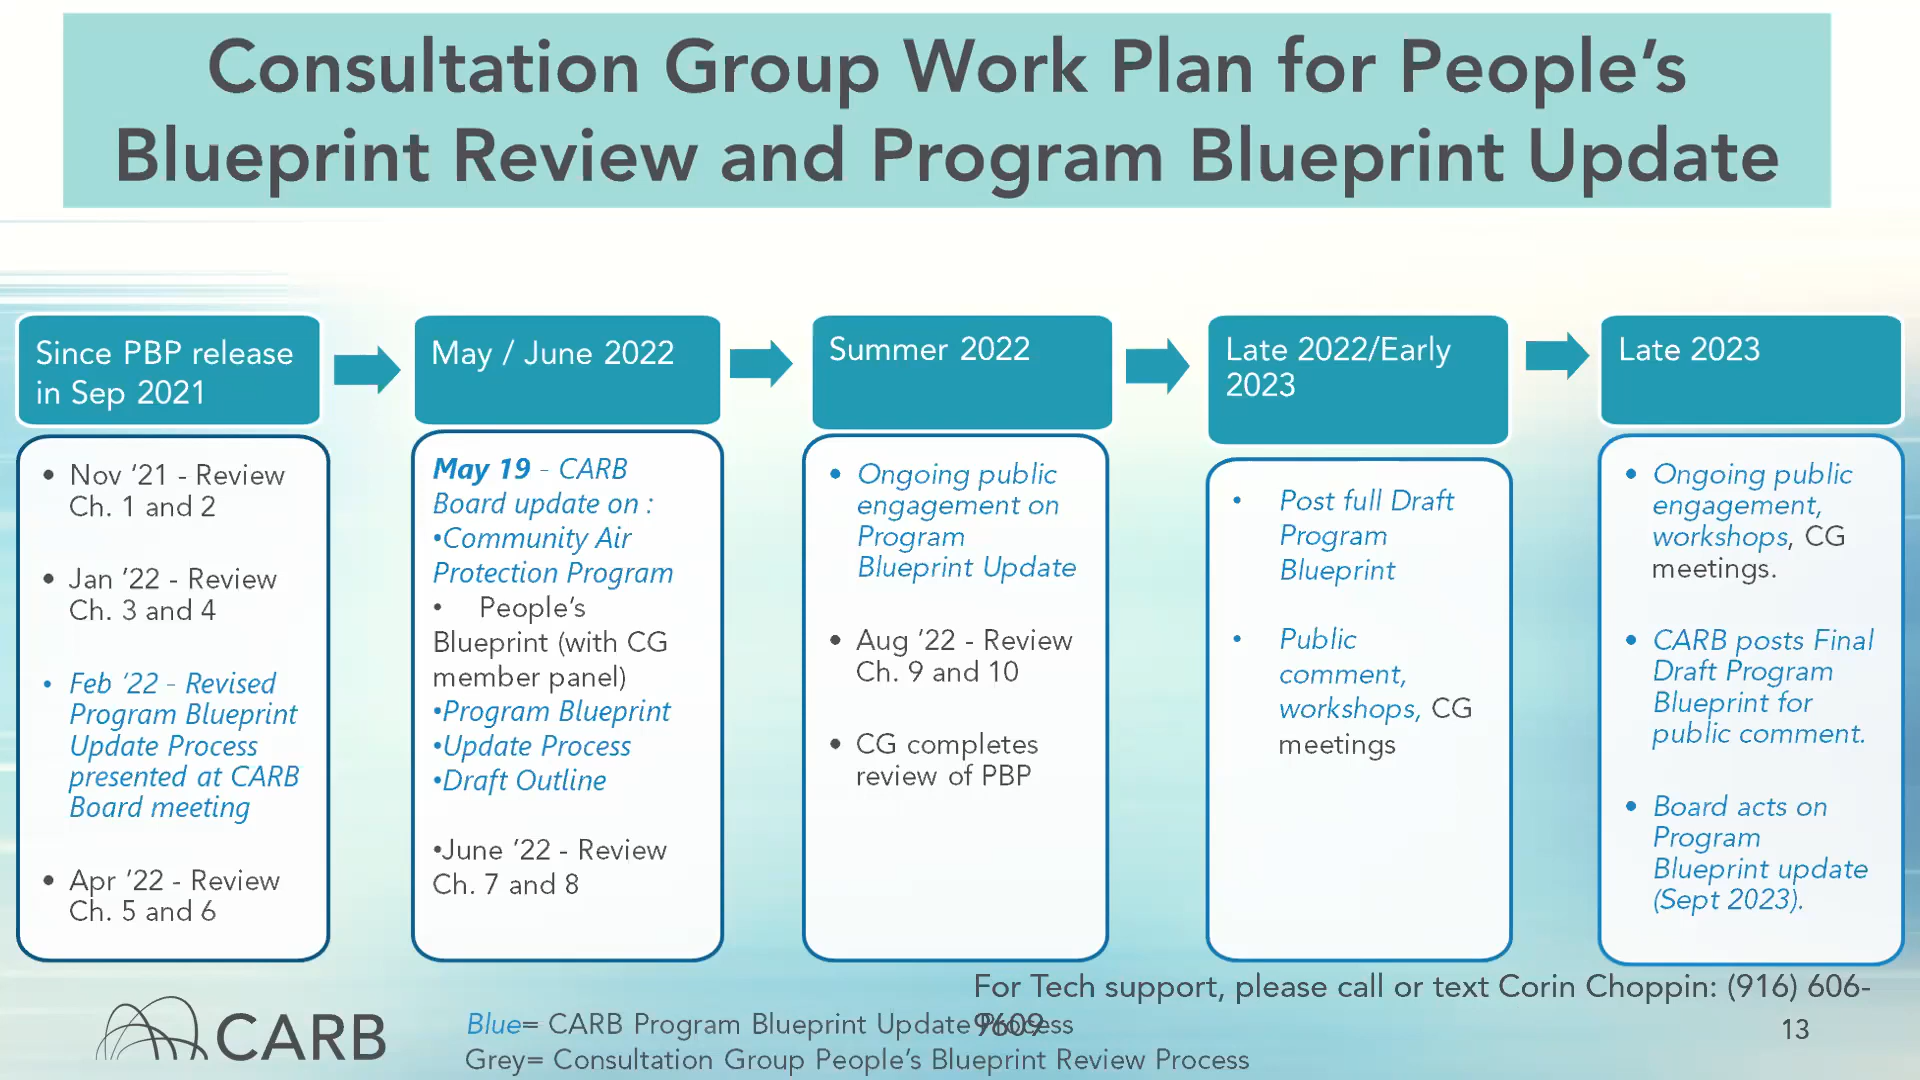 Consultation Group Work Plan for People’s
Blueprint Review and Program Blueprint Update
Since PBP release
in Sep 2021
• Nov ’21 - Review
Ch. 1 and 2
• Jan ’22 - Review
Ch. 3 and 4
• Feb ’22 - Revised
Program Blueprint
Update Process
presented at CARB
Board meeting
• Apr ’22 - Review
Ch. 5 and 6
May / June 2022
May 19 - CARB
Board update on :
•Community Air
Protection Program
• People’s
Blueprint (with CG
member panel)
•Program Blueprint
•Update Process
•Draft Outline
•June ’22 - Review
Ch. 7 and 8
Summer 2022
• Ongoing public
engagement on
Program
Blueprint Update
• Aug ’22 - Review
Ch. 9 and 10
• CG completes
review of PBP
Late 2022/Early
2023
• Post full Draft
Program
Blueprint
• Public
comment,
workshops, CG
meetings
Late 2023
• Ongoing public
engagement,
workshops, CG
meetings.
• CARB posts Final
Draft Program
Blueprint for
public comment.
• Board acts on
Program
Blueprint update
(Sept 2023).
For Tech support, please call or text Corin Choppin: (916) 606-
9609
CARB
Blue= CARB Program Blueprint Update Process
Grey= Consultation Group People’s Blueprint Review Process
13